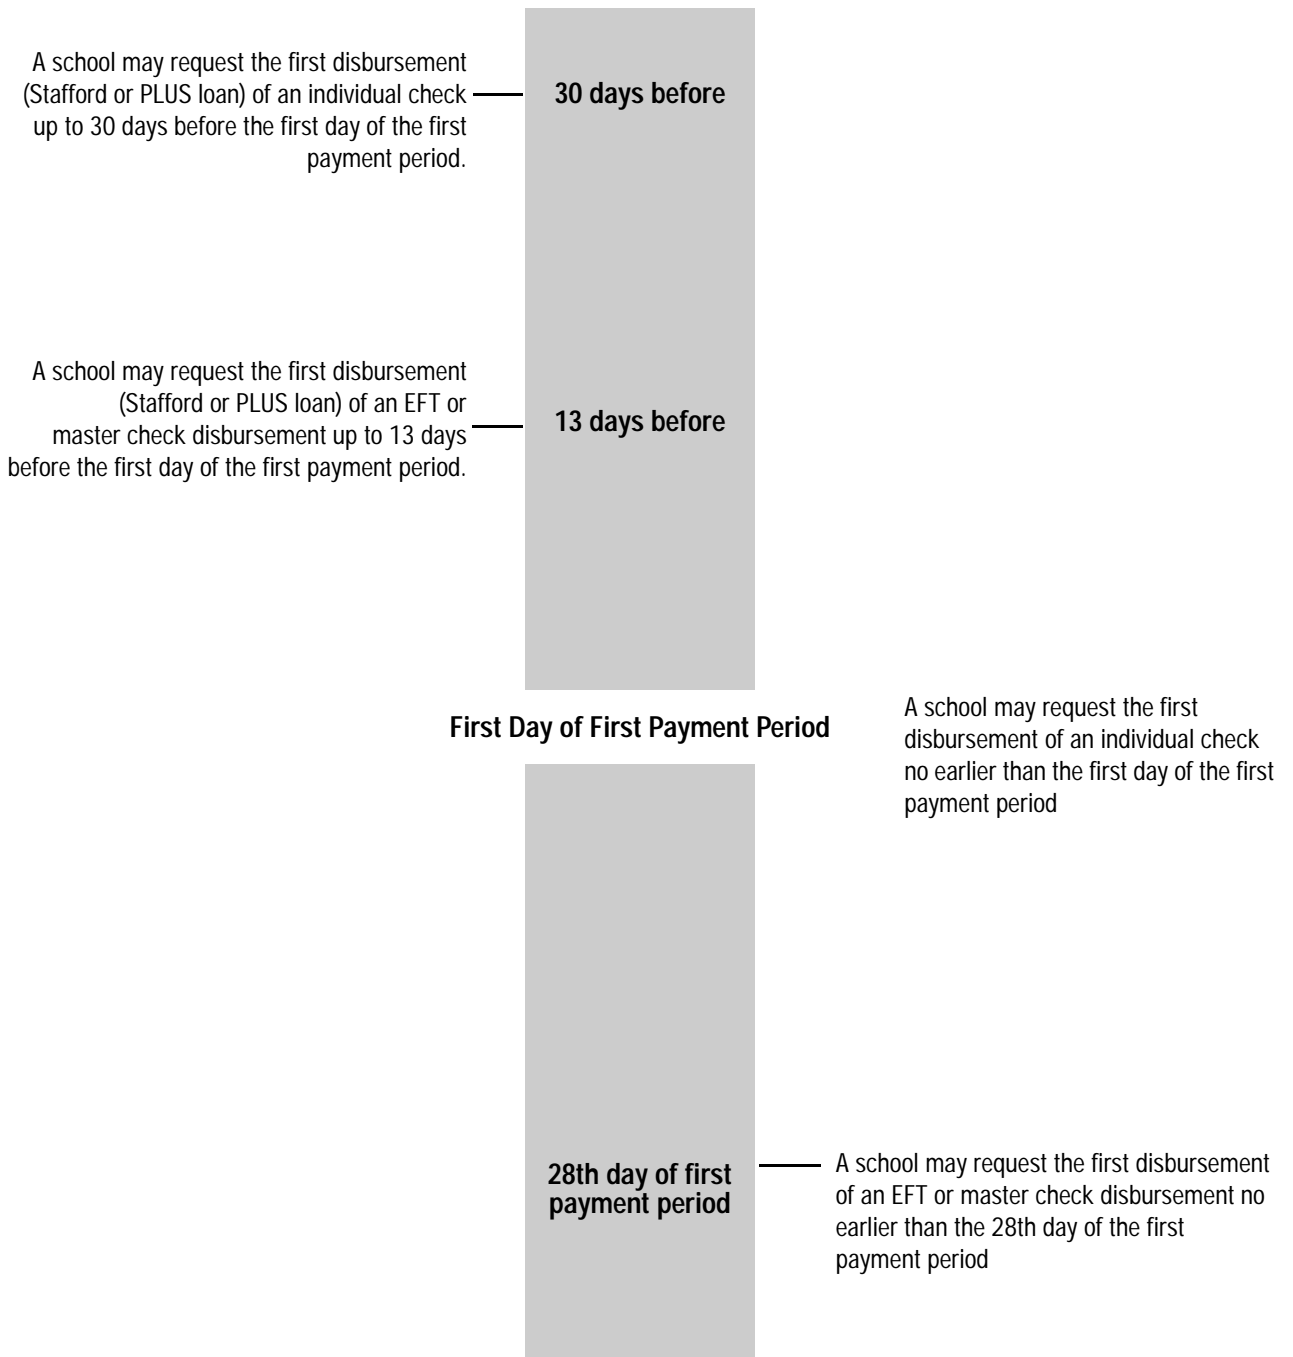 A school may request the first disbursement
(Stafford or PLUS loan) of an individual check
up to 30 days before the first day of the first
payment period.
30 days before
A school may request the first disbursement
(Stafford or PLUS loan) of an EFT or
master check disbursement up to 13 days
before the first day of the first payment period.
13 days before
First Day of First Payment Period
A school may request the first
disbursement of an individual check
no earlier than the first day of the first
payment period
28th day of first
payment period
A school may request the first disbursement
of an EFT or master check disbursement no
earlier than the 28th day of the first
payment period